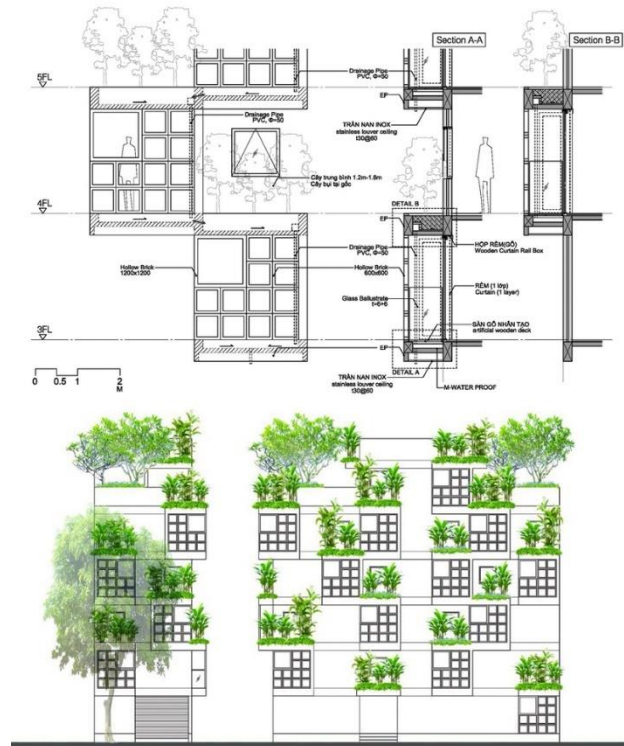 Section A-A
Section B-B
5FL
Drainage Pipe
PVC, Φ=50
EF
Drainage Pipe
PVC, Φ=50
TRẦN NAN INOX
stainless louver ceiling
t30@60
Cây trung bình 1.2m-1.8m
Cây bụi tại gốc
DETAIL B
4FL
EF
HỘP RÈM(GỖ)
Wooden Curtain Rail Box
Drainage Pipe
PVC, Φ=50
Hollow Brick
1200x1200
Hollow Brick
600x600
RÈM (1 lớp)
Curtain (1 layer)
Glass Ballustrate
t=6+6
SÀN GỖ NHÂN TẠO
artificial wooden deck
3FL
EF
DETAIL A
TRẦN NAN INOX
stainless louver ceiling
t30@60
M-WATER PROOF
0 0.5 1 2
M